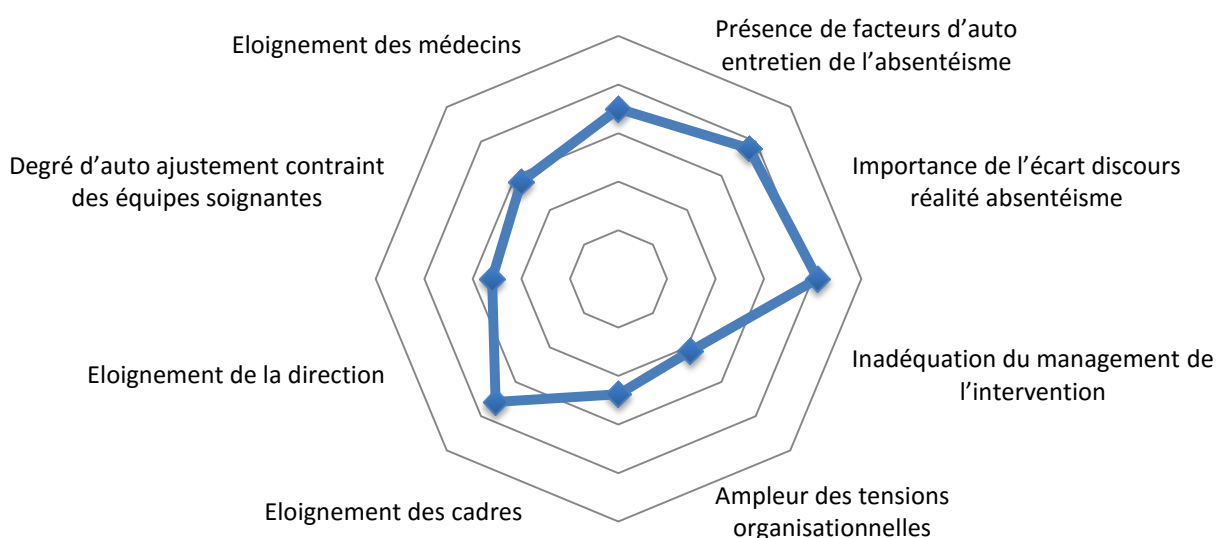 Présence de facteurs d’auto
entretien de l’absentéisme
Importance de l’écart discours
réalité absentéisme
Inadéquation du management de
l’intervention
Ampleur des tensions
organisationnelles
Eloignement des cadres
Eloignement de la direction
Degré d’auto ajustement contraint
des équipes soignantes
Eloignement des médecins